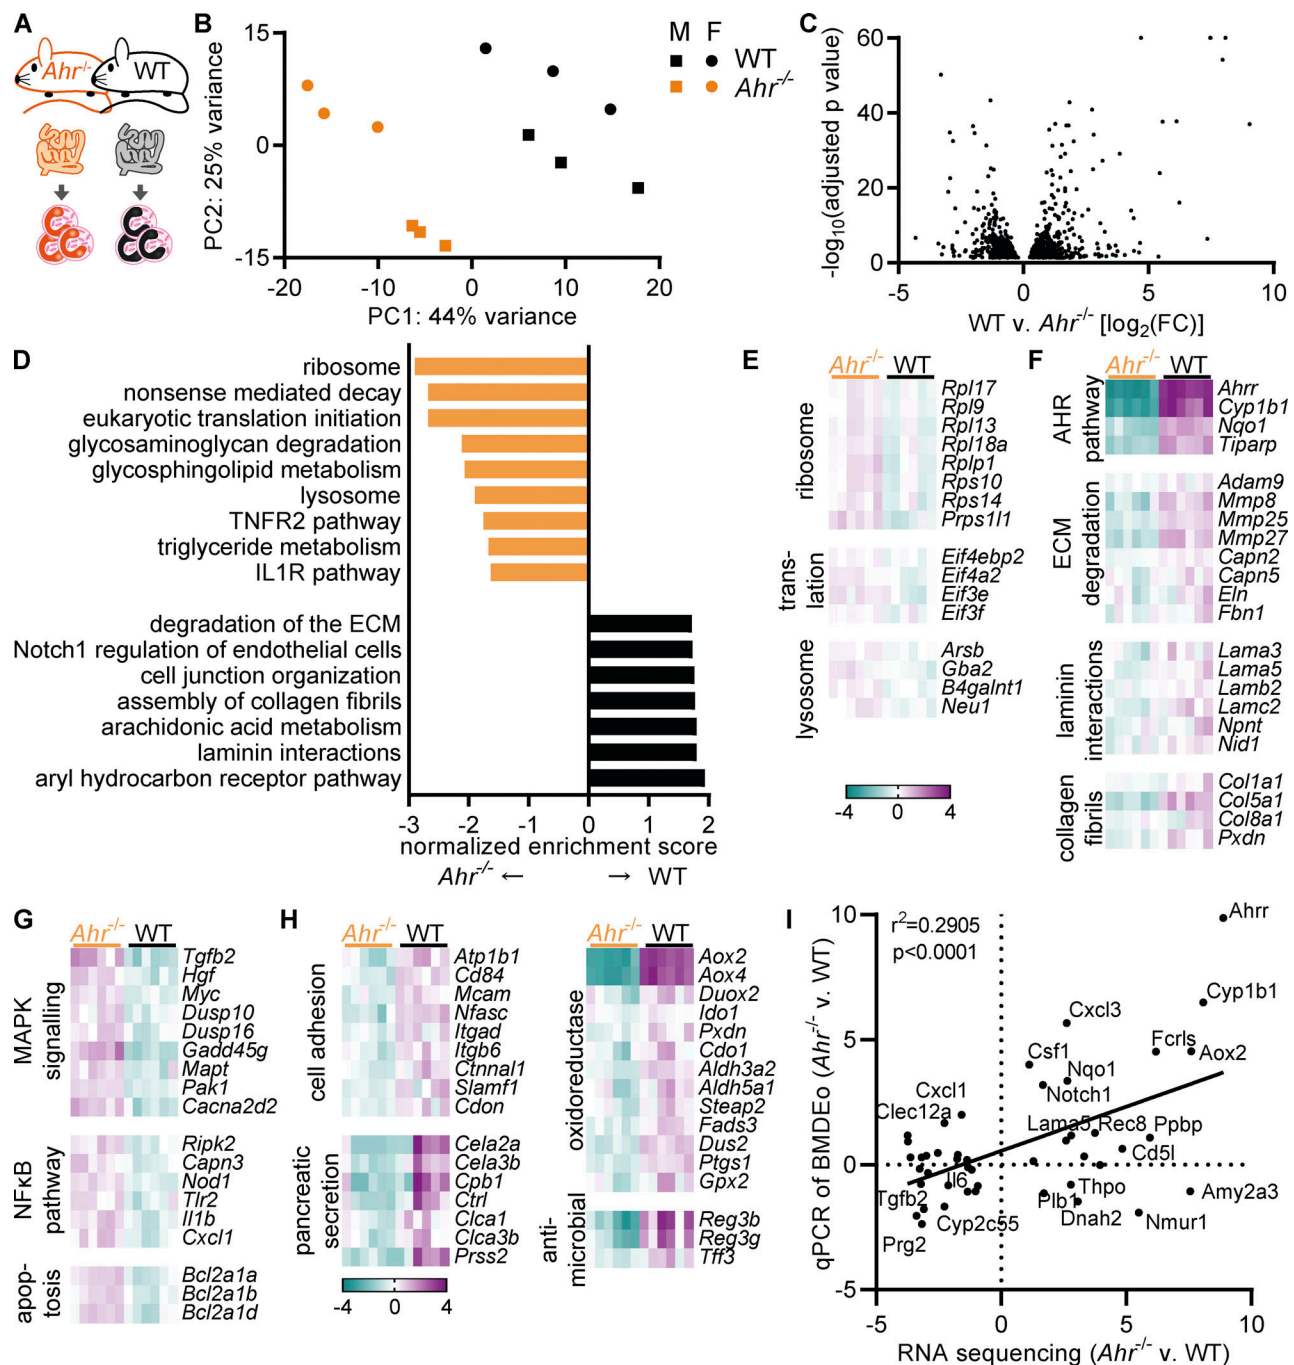 A
Ahr-/-
WT
B
15
0
-15
PC2: 25% variance
-20
-10
0
10
20
PC1: 44% variance
M F
WT
Ahr-/-
C
60
40
20
0
-log10(adjusted p value)
-5
0
5
10
WT v. Ahr-/- [log2(FC)]
D
ribosome
nonsense mediated decay
eukaryotic translation initiation
glycosaminoglycan degradation
glycosphingolipid metabolism
lysosome
TNFR2 pathway
triglyceride metabolism
IL1R pathway
degradation of the ECM
Notch1 regulation of endothelial cells
cell junction organization
assembly of collagen fibrils
arachidonic acid metabolism
laminin interactions
aryl hydrocarbon receptor pathway
-3
-2
-1
0
1
2
normalized enrichment score
Ahr-/- ← → WT
E
Ahr-/-
WT
ribosome
Rpl17
Rpl9
Rpl13
Rpl18a
Rplp1
Rps10
Rps14
Prps1l1
trans-
lation
Eif4ebp2
Eif4a2
Eif3e
Eif3f
lysosome
Arsb
Gba2
B4galnt1
Neu1
-4
0
4
F
Ahr-/-
WT
AHR
pathway
Ahrr
Cyp1b1
Nqo1
Tiparp
ECM
degradation
Adam9
Mmp8
Mmp25
Mmp27
Capn2
Capn5
Eln
Fbn1
laminin
interactions
Lama3
Lama5
Lamb2
Lamc2
Npnt
Nid1
collagen
fibrils
Col1a1
Col5a1
Col8a1
Pxdn
G
Ahr-/-
WT
MAPK
signalling
Tgfb2
Hgf
Myc
Dusp10
Dusp16
Gadd45g
Mapt
Pak1
Cacna2d2
NFκB
pathway
Ripk2
Capn3
Nod1
Tlr2
Il1b
Cxcl1
apop-
tosis
Bcl2a1a
Bcl2a1b
Bcl2a1d
H
Ahr-/-
WT
cell adhesion
Atp1b1
Cd84
Mcam
Nfasc
Itgad
Itgb6
Ctnnal1
Slamf1
Cdon
pancreatic
secretion
Cela2a
Cela3b
Cpb1
Ctrl
Clca1
Clca3b
Prss2
-4
0
4
Ahr-/-
WT
oxidoreductase
Aox2
Aox4
Duox2
Ido1
Pxdn
Cdo1
Aldh3a2
Aldh5a1
Steap2
Fads3
Dus2
Ptgs1
Gpx2
anti-
microbial
Reg3b
Reg3g
Tff3
I
10
5
0
-5
qPCR of BMDEo (Ahr-/- v. WT)
r2=0.2905
p<0.0001
Ahrr
Cyp1b1
Cxcl3
Fcrls
Csf1
Aox2
Nqo1
Cxcl1
Notch1
Clec12a
Lama5
Rec8
Ppbp
Cd5l
Il6
Tgfb2
Thpo
Plb1
Amy2a3
Cyp2c55
Dnah2
Nmur1
Prg2
-5
0
5
10
RNA sequencing (Ahr-/- v. WT)